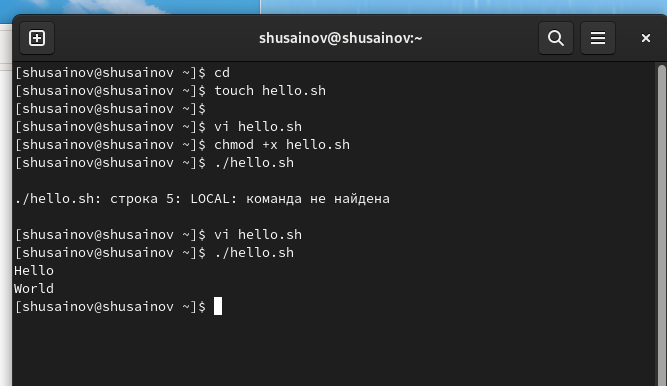 shusainov@shusainov:~
[shusainov@shusainov ~]$ cd
[shusainov@shusainov ~]$ touch hello.sh
[shusainov@shusainov ~]$
[shusainov@shusainov ~]$ vi hello.sh
[shusainov@shusainov ~]$ chmod +x hello.sh
[shusainov@shusainov ~]$ ./hello.sh
./hello.sh: строка 5: LOCAL: команда не найдена
[shusainov@shusainov ~]$ vi hello.sh
[shusainov@shusainov ~]$ ./hello.sh
Hello
World
[shusainov@shusainov ~]$